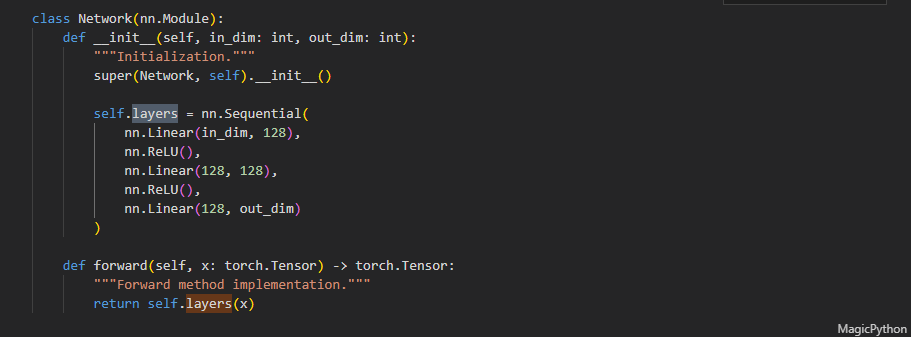 class Network(nn.Module):
    def __init__(self, in_dim: int, out_dim: int):
        """Initialization."""
        super(Network, self).__init__()

        self.layers = nn.Sequential(
            nn.Linear(in_dim, 128),
            nn.ReLU(),
            nn.Linear(128, 128),
            nn.ReLU(),
            nn.Linear(128, out_dim)
        )

    def forward(self, x: torch.Tensor) -> torch.Tensor:
        """Forward method implementation."""
        return self.layers(x)
MagicPython